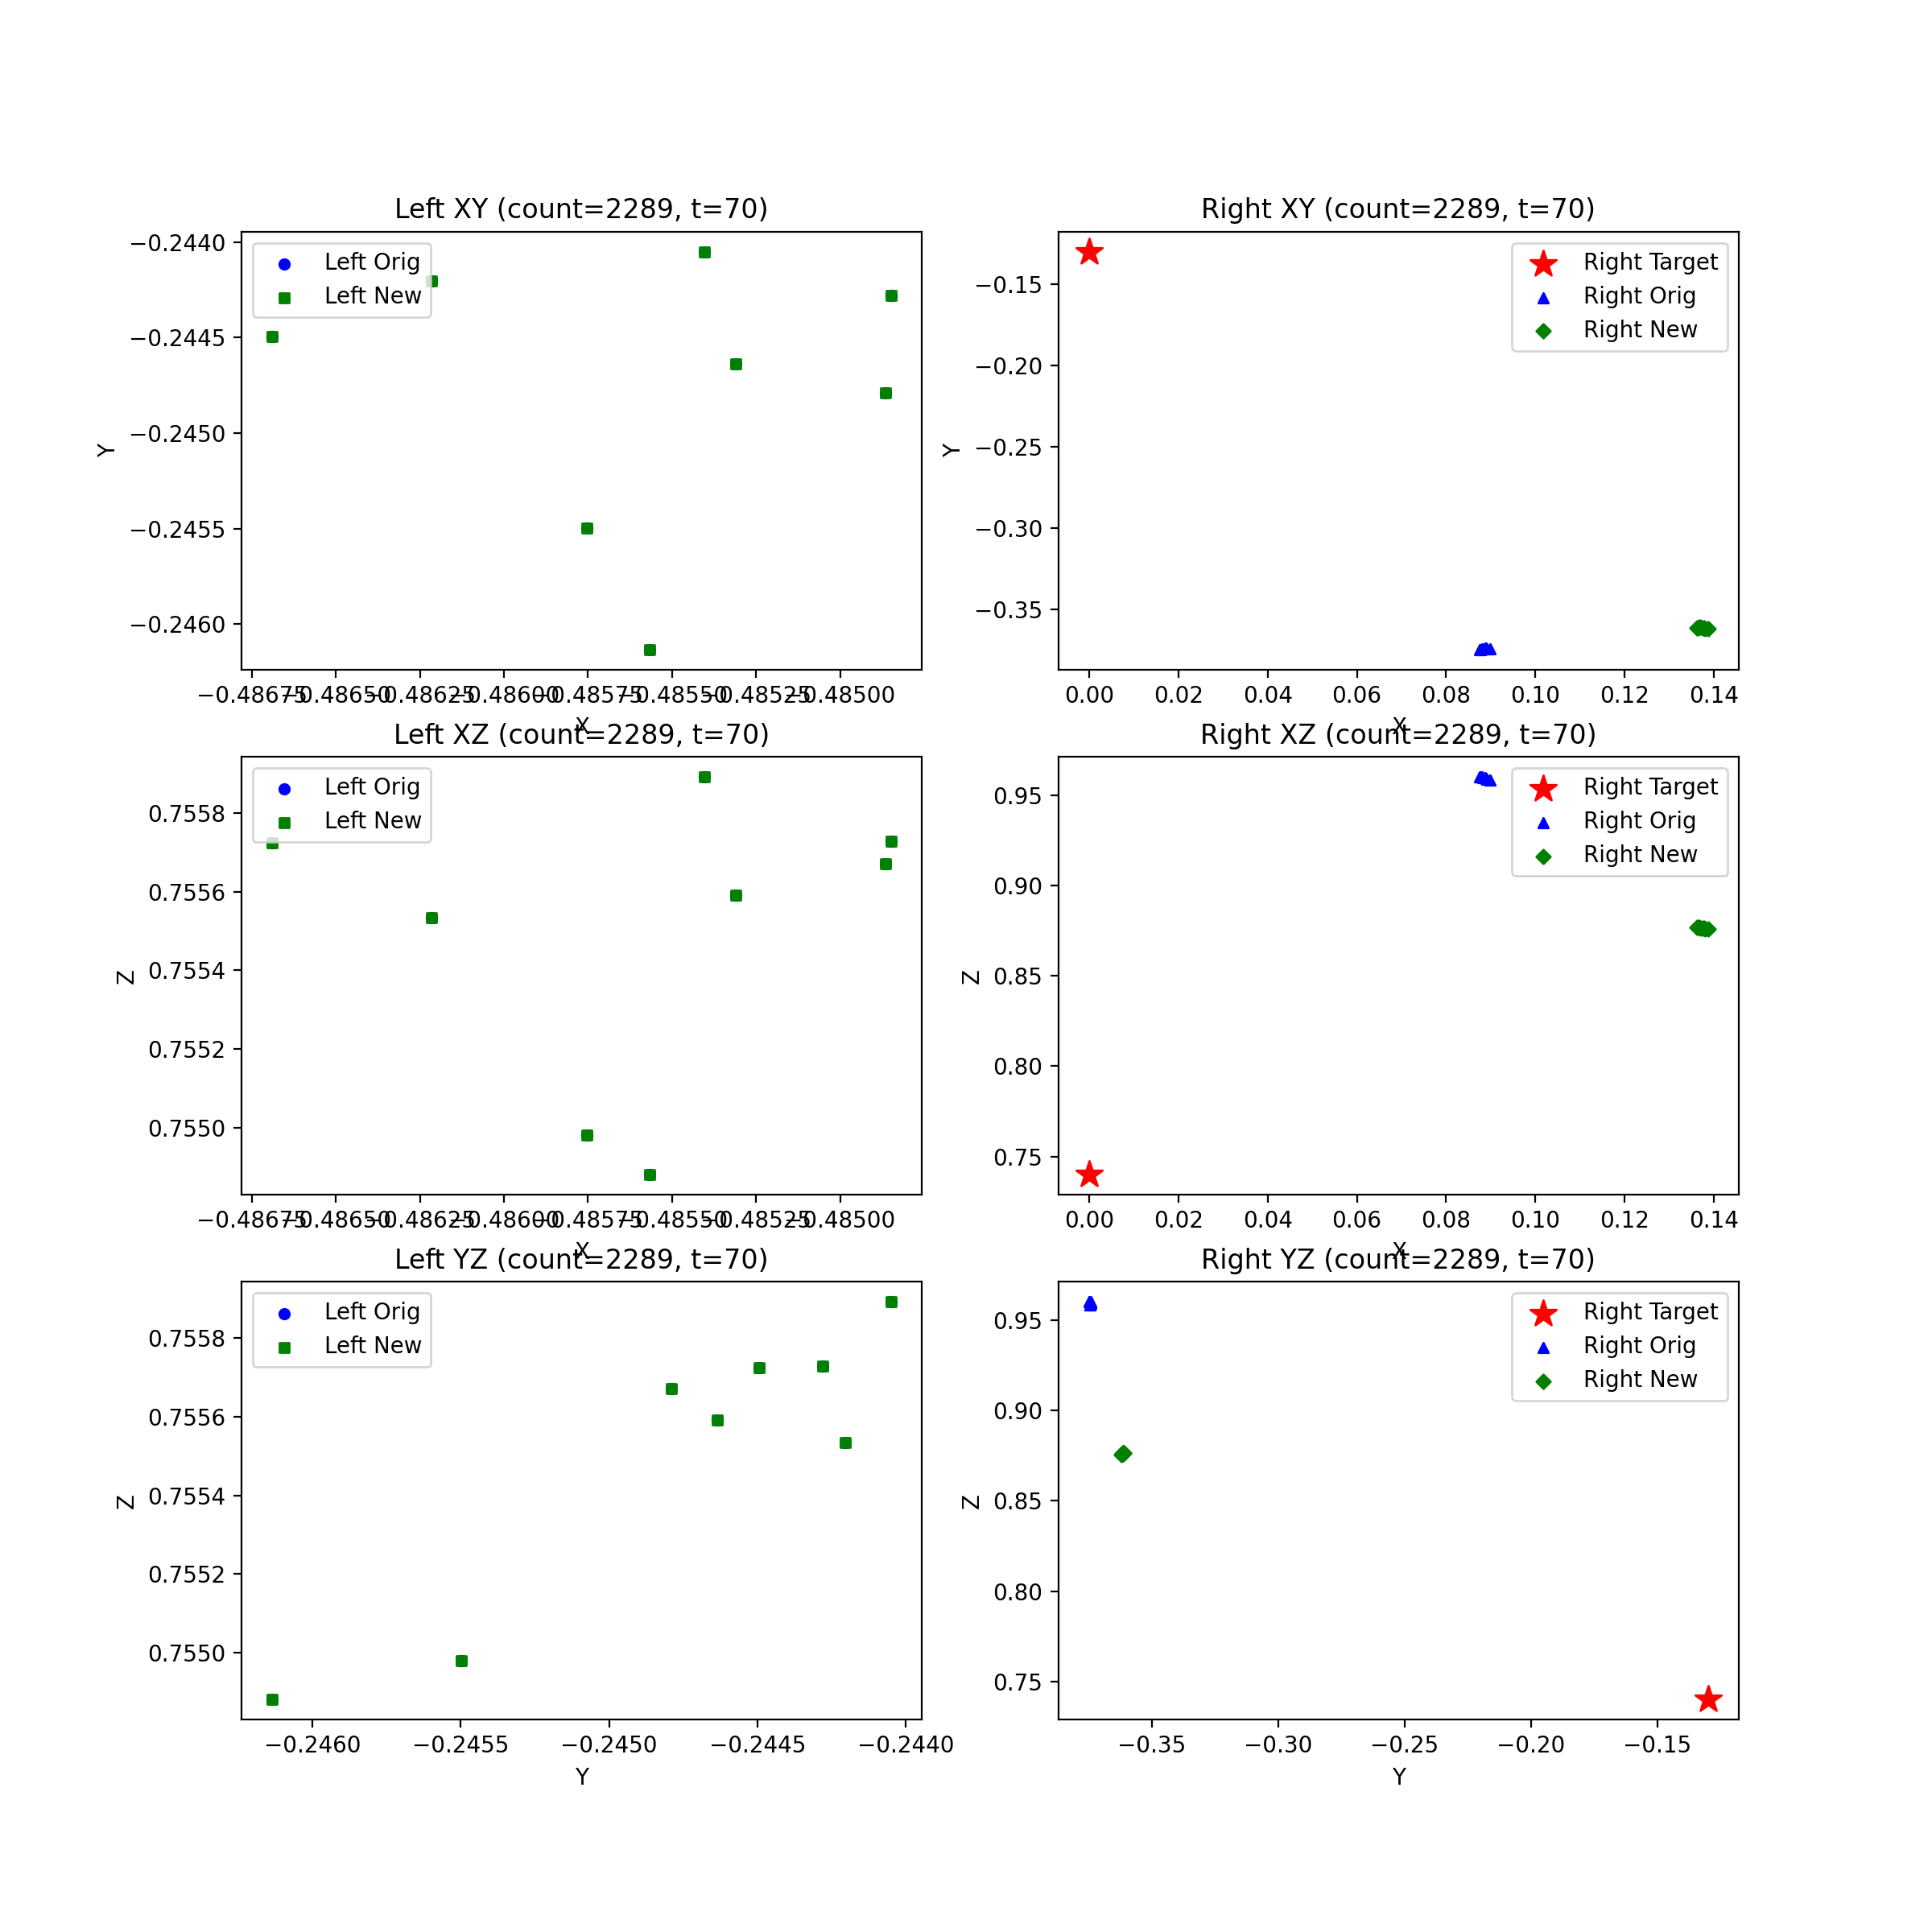 Left XY (count=2289, t=70)
Left Orig
Left New
−0.2440
−0.2445
−0.2450
−0.2455
−0.2460
Y
−0.48675 −0.48650 −0.48625 −0.48600 −0.48575 −0.48550 −0.48525 −0.48500
X
Right XY (count=2289, t=70)
Right Target
Right Orig
Right New
−0.15
−0.20
−0.25
−0.30
−0.35
Y
0.00 0.02 0.04 0.06 0.08 0.10 0.12 0.14
X
Left XZ (count=2289, t=70)
Left Orig
Left New
0.7558
0.7556
0.7554
0.7552
0.7550
Z
−0.48675 −0.48650 −0.48625 −0.48600 −0.48575 −0.48550 −0.48525 −0.48500
X
Right XZ (count=2289, t=70)
Right Target
Right Orig
Right New
0.95
0.90
0.85
0.80
0.75
Z
0.00 0.02 0.04 0.06 0.08 0.10 0.12 0.14
X
Left YZ (count=2289, t=70)
Left Orig
Left New
0.7558
0.7556
0.7554
0.7552
0.7550
Z
−0.2460 −0.2455 −0.2450 −0.2445 −0.2440
Y
Right YZ (count=2289, t=70)
Right Target
Right Orig
Right New
0.95
0.90
0.85
0.80
0.75
Z
−0.35 −0.30 −0.25 −0.20 −0.15
Y